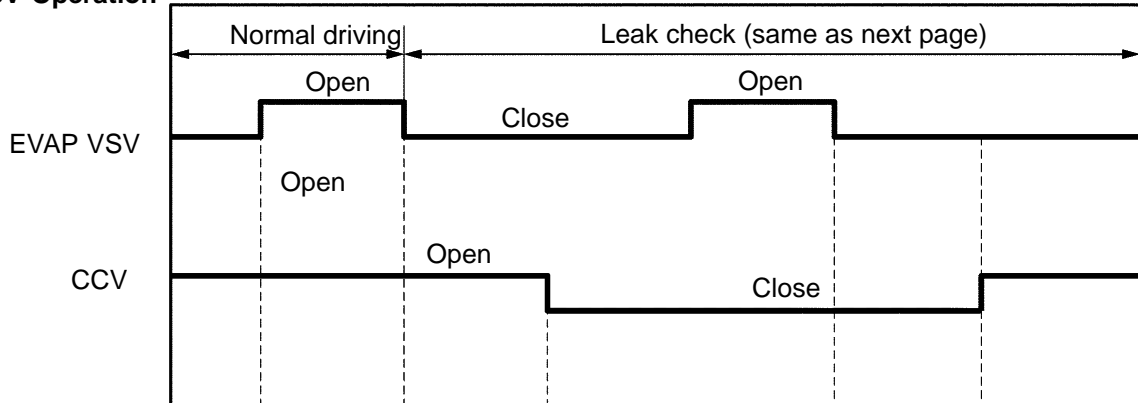 Operation
Normal driving
Leak check (same as next page)
Open
Open
Close
EVAP VSV
Open
Open
CCV
Close